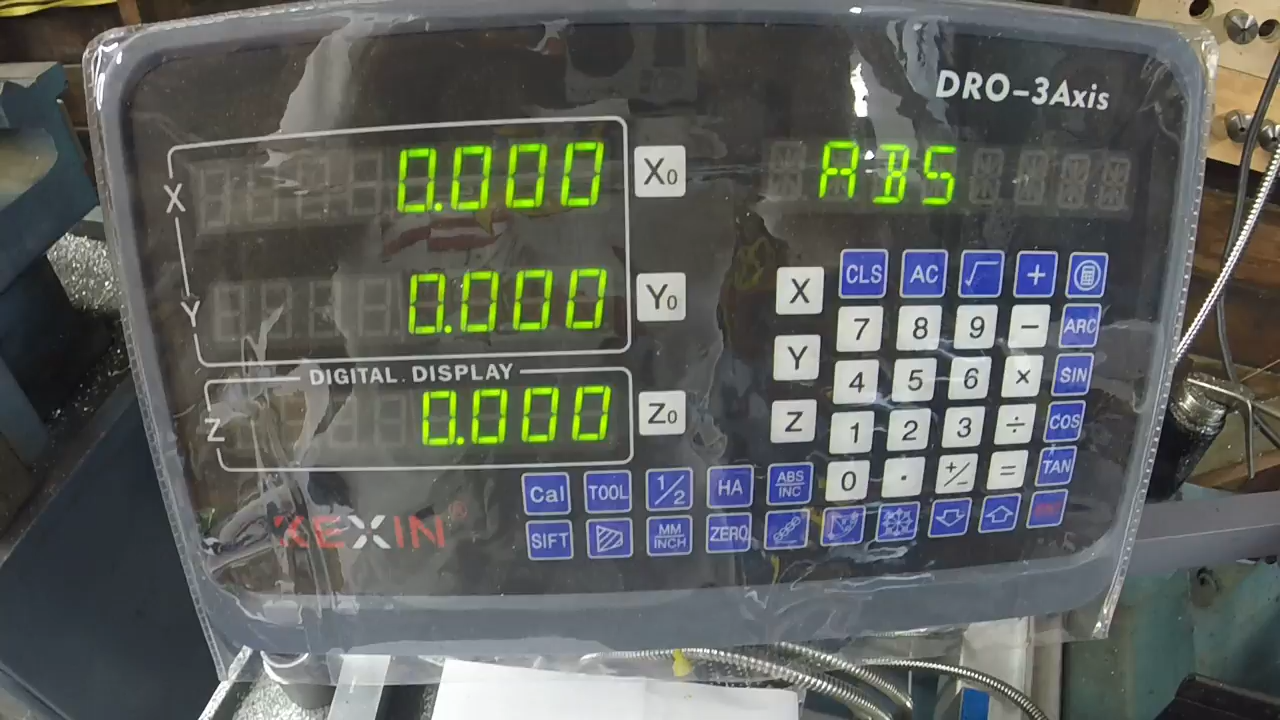 DRO-3Axis
X 0.000 X0 ABS
Y 0.000 Y0
DIGITAL DISPLAY
Z 0.000 Z0
X CLS AC √ +
7 8 9 − ARC
Y 4 5 6 × SIN
Z 1 2 3 ÷ COS
Cal TOOL 1/2 HA ABS INC 0 . +/− = TAN
SIFT MM INCH ZERO ENT
XEXIN®